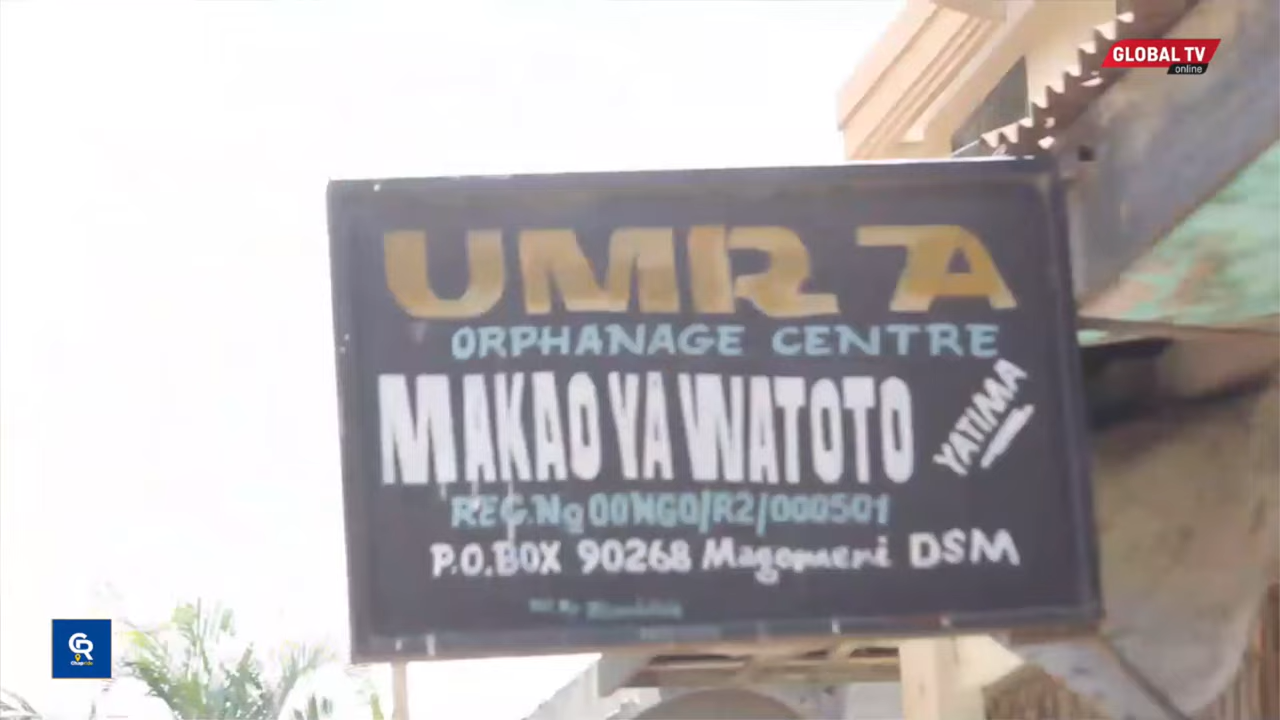 GLOBAL TV
online
UMRA
ORPHANAGE CENTRE
MAKAO YA WATOTO
YATIMA
REG.No 00NGO/R2/000501
P.O.BOX 90268 Magomeni DSM
GR